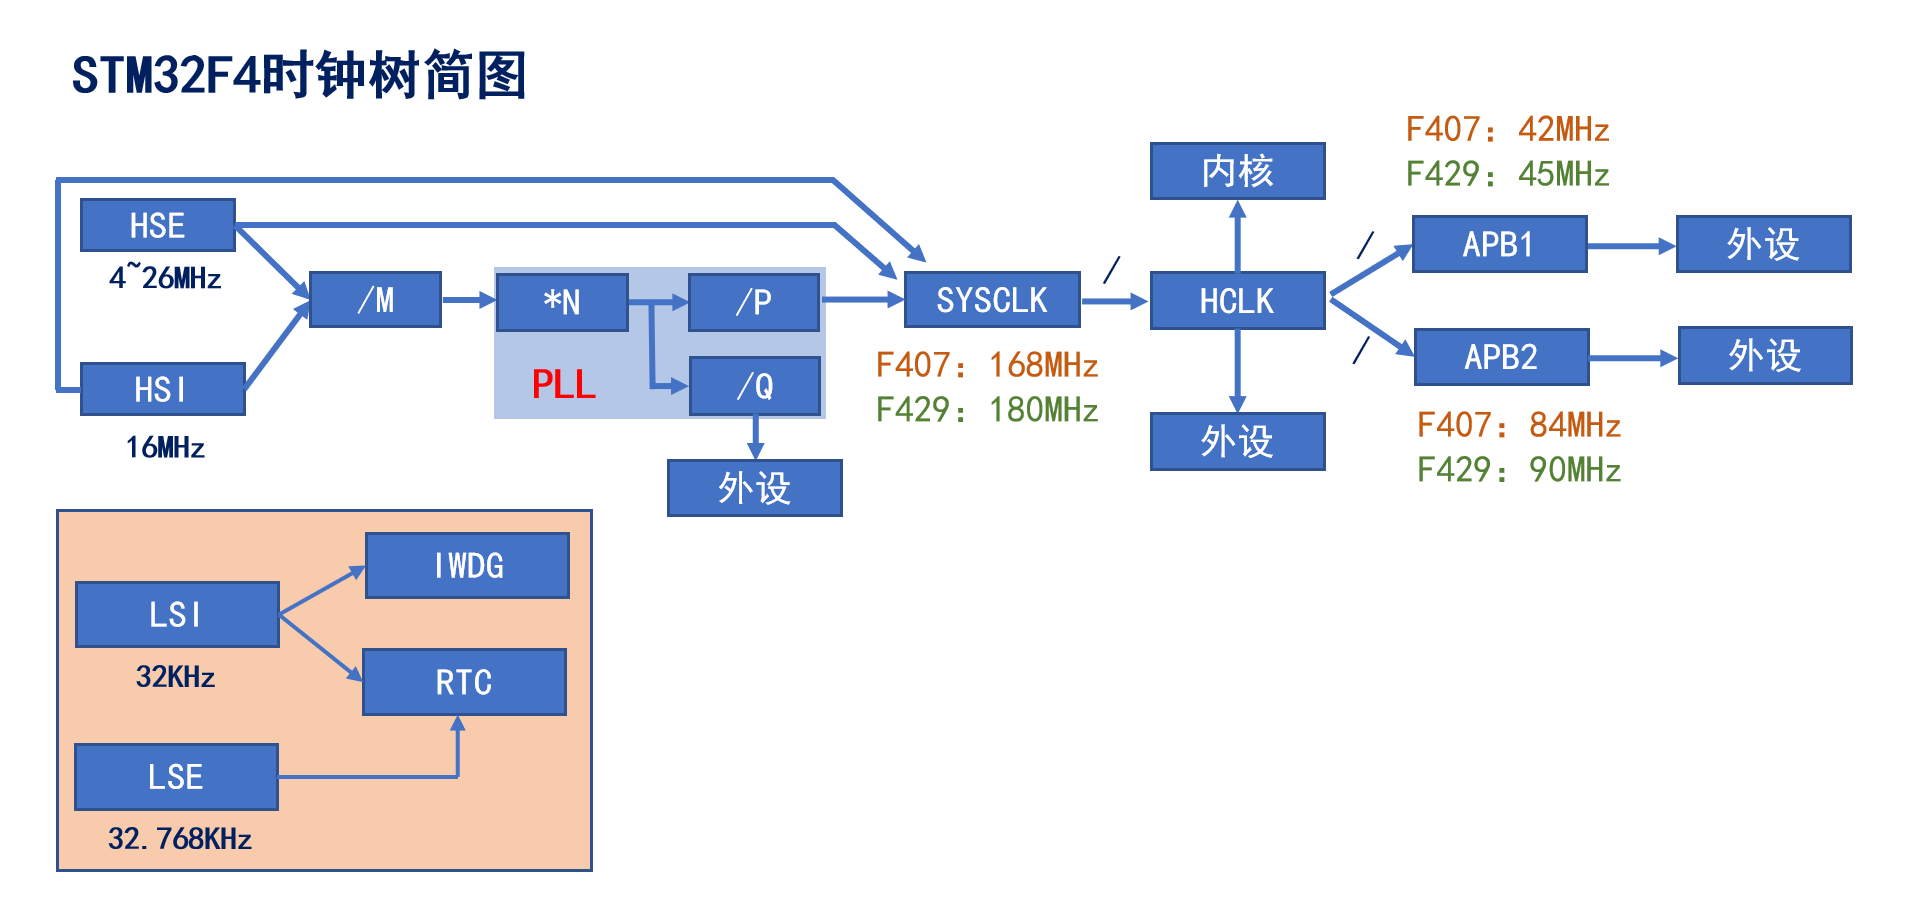 STM32F4时钟树简图
HSE
4~26MHz
HSI
16MHz
/M
*N
/P
/Q
PLL
外设
SYSCLK
F407：168MHz
F429：180MHz
/
内核
HCLK
外设
/
/
F407：42MHz
F429：45MHz
APB1
外设
APB2
外设
F407：84MHz
F429：90MHz
LSI
32KHz
IWDG
RTC
LSE
32.768KHz